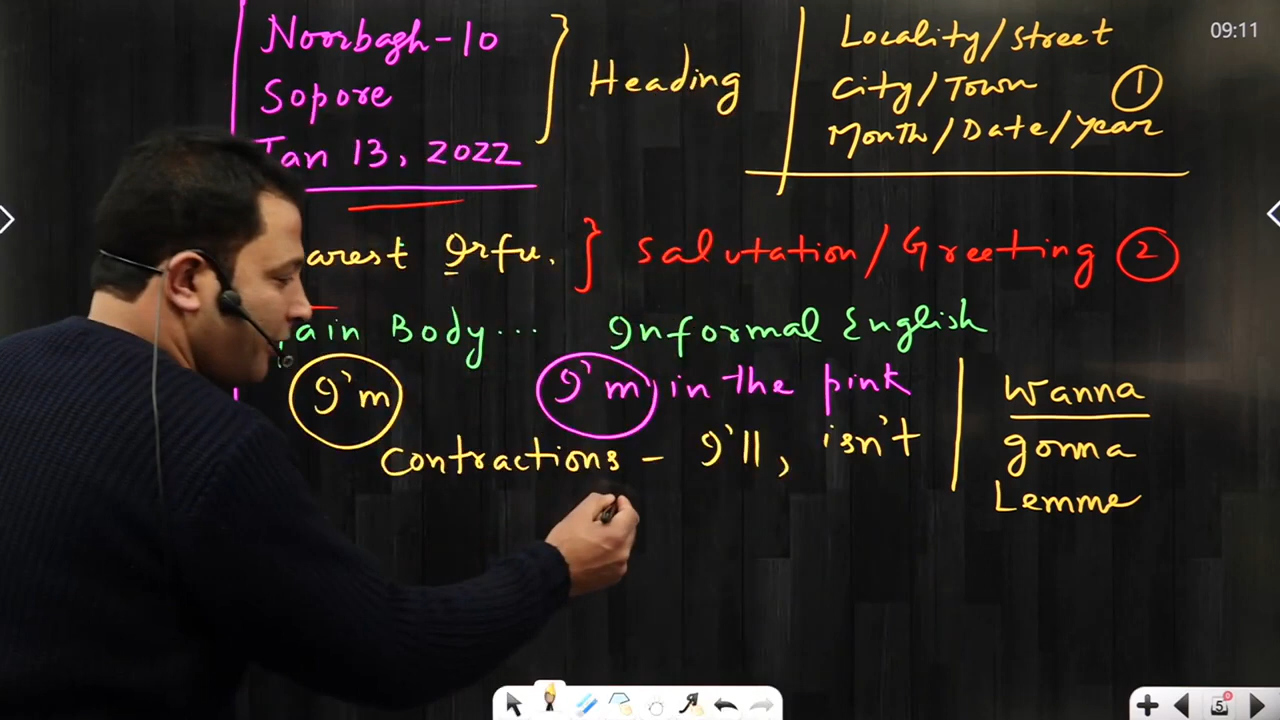 09:11
Noorbagh-10
Sopore
Jan 13, 2022
Heading
Locality/street
City/Town
Month/Date/year
1
arest Irfu.
Salutation/Greeting 2
ain Body... Informal English
I'm I'm in the pink
contractions - I'll, isn't
wanna
gonna
Lemme
5